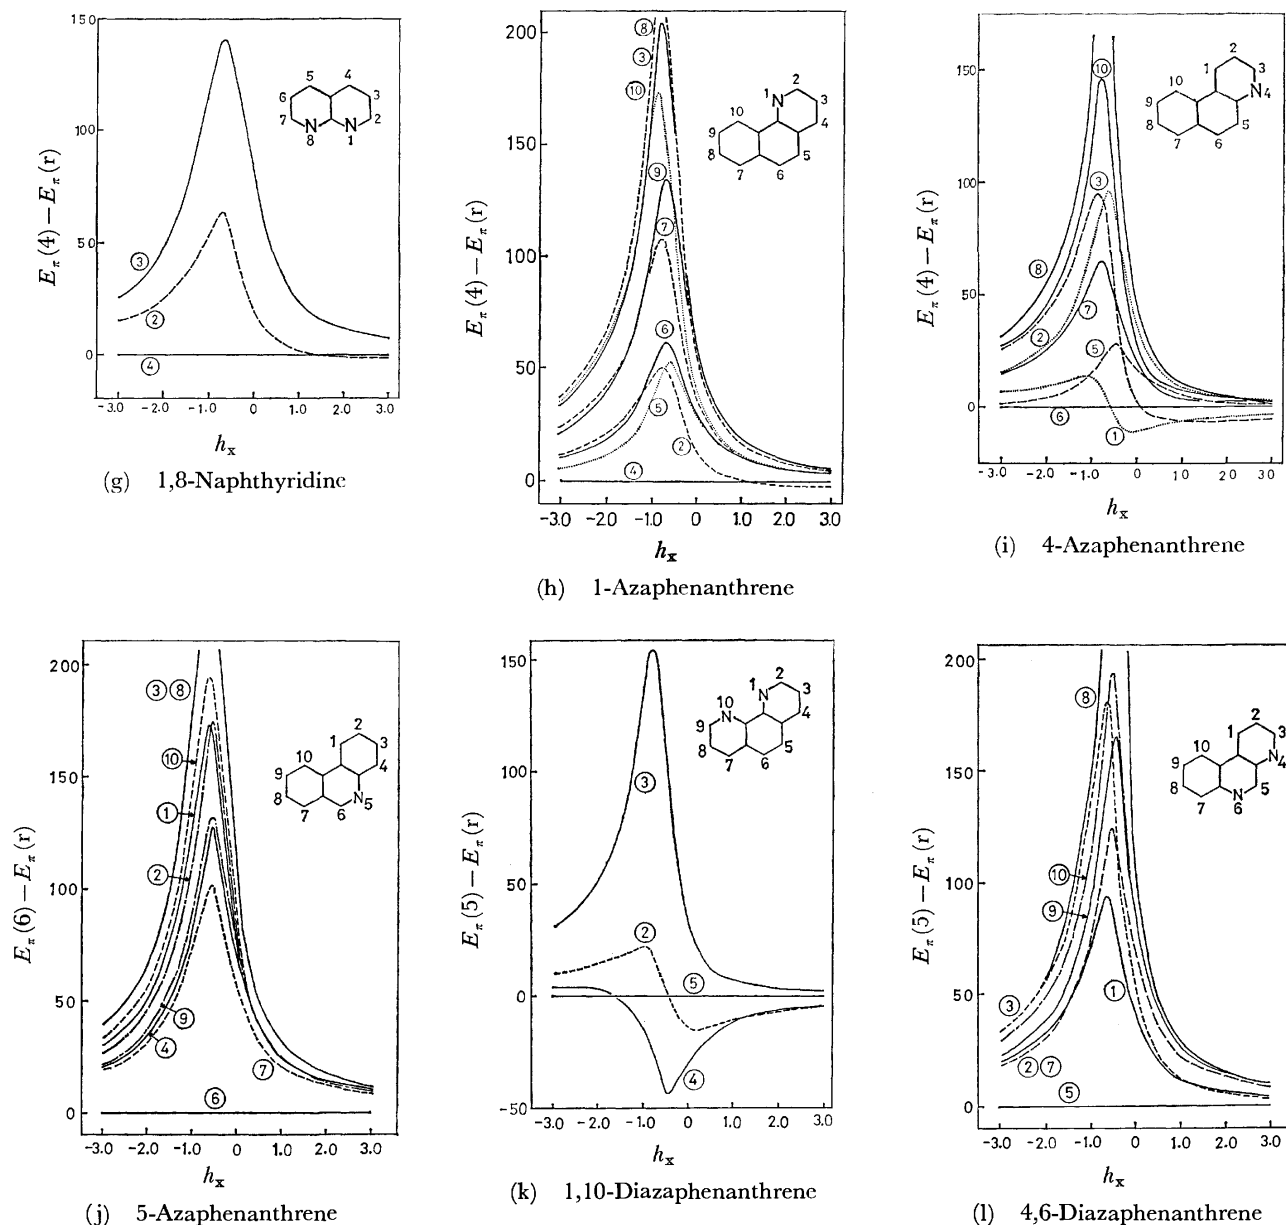 150
100
50
0
-3.0 -2.0 -1.0 0 1.0 2.0 3.0
E_π(4) − E_π(r)
h_x
5 4
6 3
7 2
N N
8 1
③
②
④
(g) 1,8-Naphthyridine
200
150
100
50
0
-3.0 -2.0 -1.0 0 1.0 2.0 3.0
E_π(4) − E_π(r)
h_x
⑧
③
⑩
⑨
⑦
⑥
⑤
②
④
1 N 2
10 3
9 4
8 5
7 6
(h) 1-Azaphenanthrene
150
100
50
0
-3.0 -2.0 -1.0 0 1.0 2.0 3.0
E_π(4) − E_π(r)
h_x
⑩
③
⑧
⑦
②
⑤
⑥
①
2
1 3
10 N 4
9
8 5
7 6
(i) 4-Azaphenanthrene
200
150
100
50
0
-3.0 -2.0 -1.0 0 1.0 2.0 3.0
E_π(6) − E_π(r)
h_x
③ ⑧
⑩
①
②
⑨
④
⑦
⑥
2
1 3
10 4
9
8 N 5
7 6
(j) 5-Azaphenanthrene
150
100
50
0
-50
-3.0 -2.0 -1.0 0 1.0 2.0 3.0
E_π(5) − E_π(r)
h_x
③
②
⑤
④
2
1 N 3
10 N 4
9
8 5
7 6
(k) 1,10-Diazaphenanthrene
200
150
100
50
0
-3.0 -2.0 -1.0 0 1.0 2.0 3.0
E_π(5) − E_π(r)
h_x
⑧
⑩
⑨
③
①
② ⑦
⑤
2
1 3
10 N 4
9
8 5
7 N 6
(l) 4,6-Diazaphenanthrene